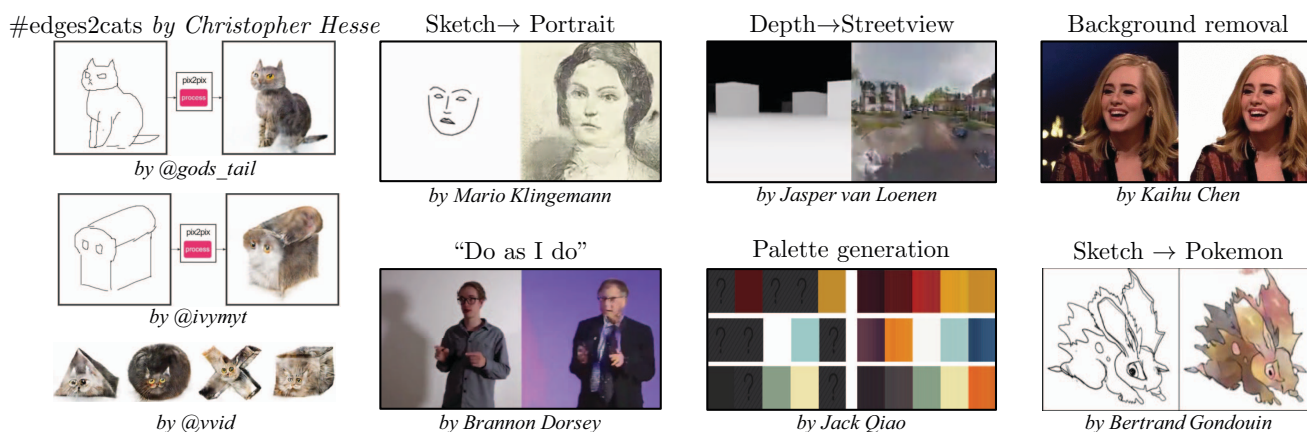 #edges2cats by Christopher Hesse
pix2pix
process
by @gods_tail
pix2pix
process
by @ivymyt
by @vvid
Sketch→ Portrait
by Mario Klingemann
“Do as I do”
by Brannon Dorsey
Depth→Streetview
by Jasper van Loenen
Palette generation
? ? ?
? ? ?
? ? ?
by Jack Qiao
Background removal
by Kaihu Chen
Sketch → Pokemon
by Bertrand Gondouin